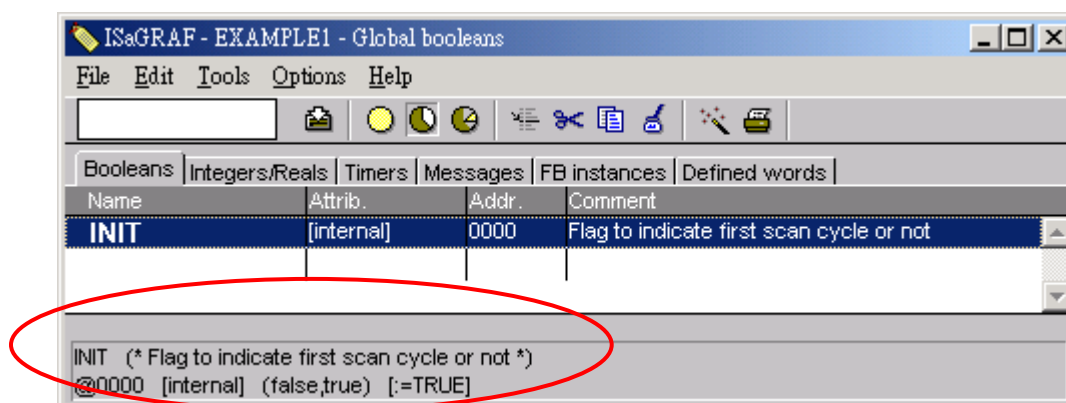 ISaGRAF - EXAMPLE1 - Global booleans
File Edit Tools Options Help
Booleans Integers/Reals Timers Messages FB instances Defined words
Name Attrib. Addr. Comment
INIT [internal] 0000 Flag to indicate first scan cycle or not
INIT (* Flag to indicate first scan cycle or not *)
@0000 [internal] (false,true) [:=TRUE]